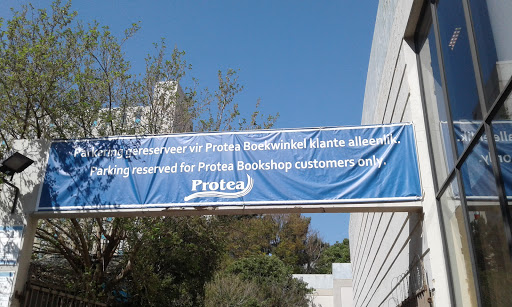 Parkering gereserveer vir Protea Boekwinkel klante alleenlik.
Parking reserved for Protea Bookshop customers only.
Protea